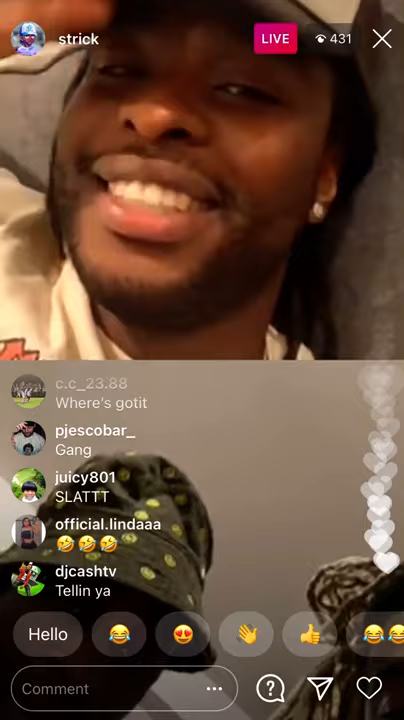 strick
LIVE
431
c.c_23.88
Where's gotit
pjescobar_
Gang
juicy801
SLATTT
official.lindaaa
🤣🤣🤣
djcashtv
Tellin ya
Hello 😂 😍 👋 👍 😂😂
Comment